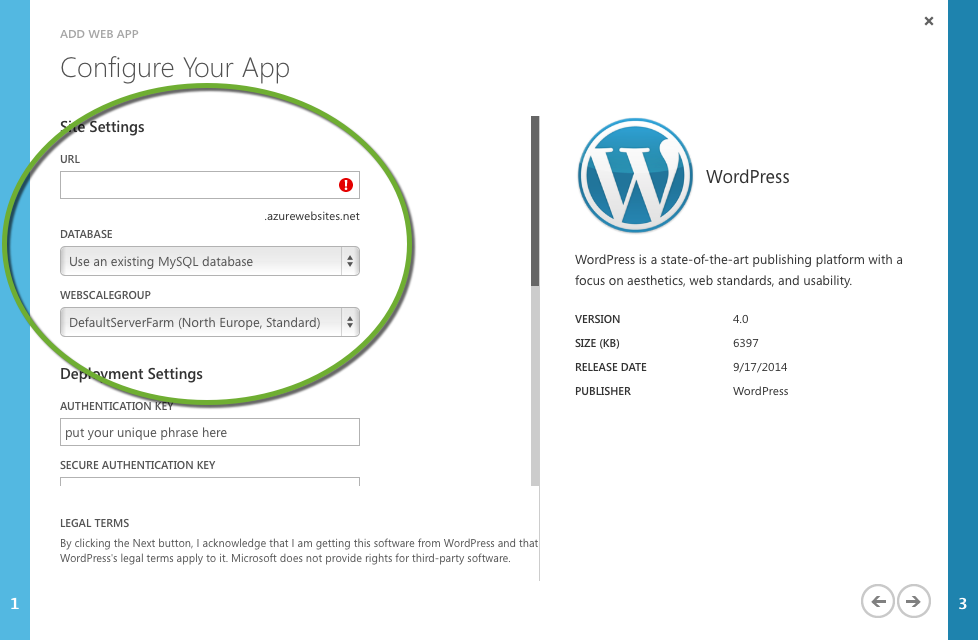 ADD WEB APP
Configure Your App
Site Settings
URL
.azurewebsites.net
DATABASE
Use an existing MySQL database
WEBSCALEGROUP
DefaultServerFarm (North Europe, Standard)
Deployment Settings
AUTHENTICATION KEY
put your unique phrase here
SECURE AUTHENTICATION KEY
LEGAL TERMS
By clicking the Next button, I acknowledge that I am getting this software from WordPress and that
WordPress's legal terms apply to it. Microsoft does not provide rights for third-party software.
WordPress
WordPress is a state-of-the-art publishing platform with a
focus on aesthetics, web standards, and usability.
VERSION 4.0
SIZE (KB) 6397
RELEASE DATE 9/17/2014
PUBLISHER WordPress
1
3